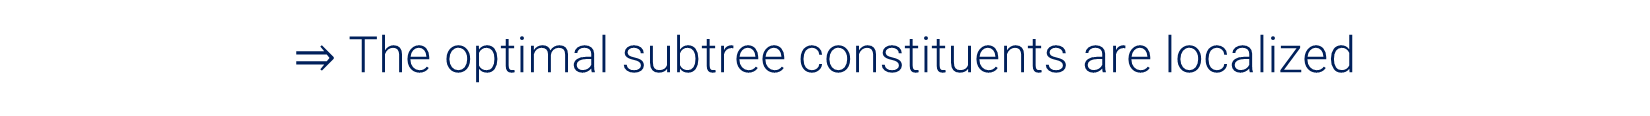 ⇒ The optimal subtree constituents are localized